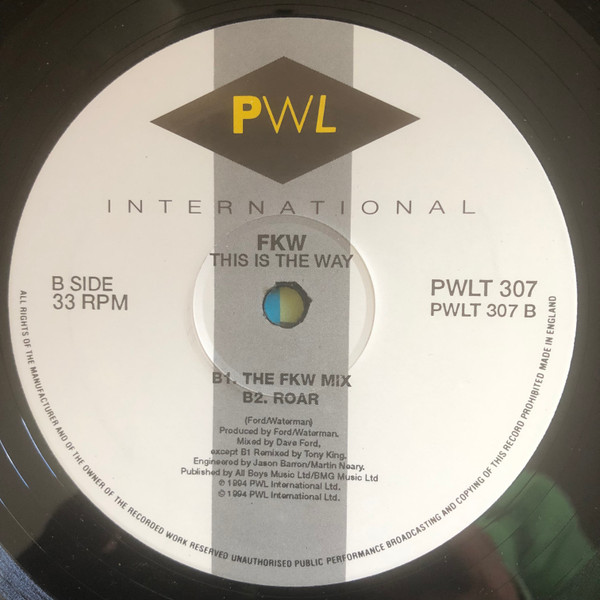 PWL
INTERNATIONAL
FKW
THIS IS THE WAY
B SIDE
33 RPM
PWLT 307
PWLT 307 B
B1. THE FKW MIX
B2. ROAR
(Ford/Waterman)
Produced by Ford/Waterman.
Mixed by Dave Ford,
except B1 Remixed by Tony King.
Engineered by Jason Barron/Martin Neary.
Published by All Boys Music Ltd/BMG Music Ltd
℗ 1994 PWL International Ltd.
© 1994 PWL International Ltd.
ALL RIGHTS OF THE MANUFACTURER AND OF THE OWNER OF THE RECORDED WORK RESERVED UNAUTHORISED PUBLIC PERFORMANCE BROADCASTING AND COPYING OF THIS RECORD PROHIBITED MADE IN ENGLAND